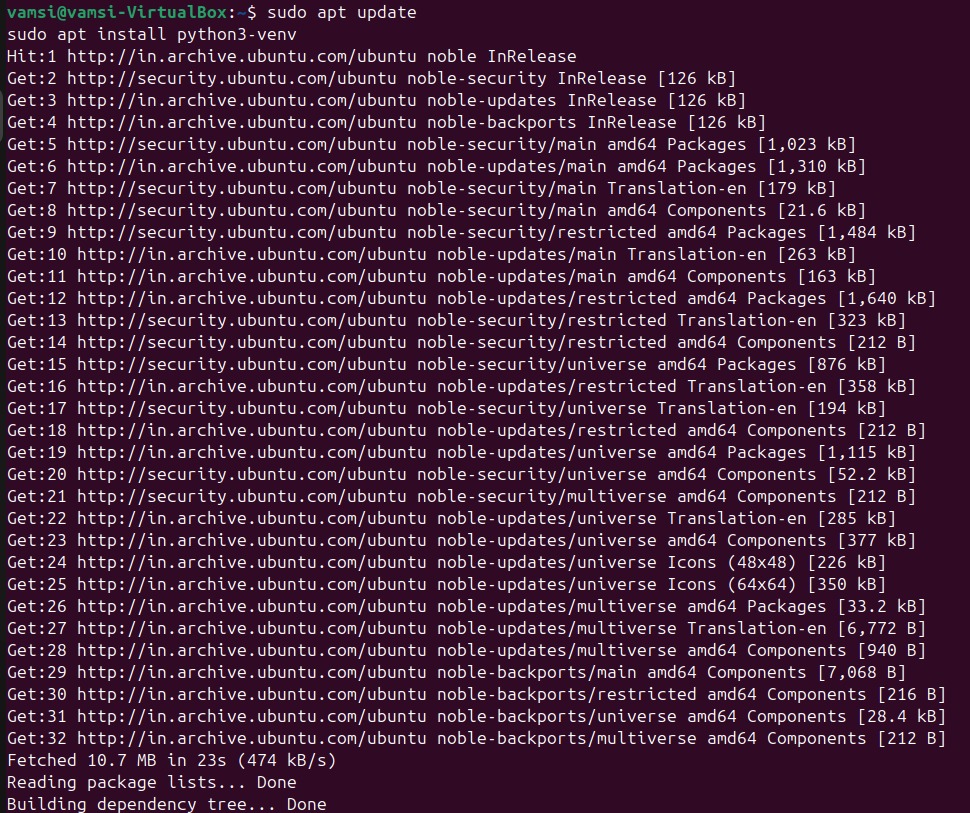 vamsi@vamsi-VirtualBox:~$ sudo apt update
sudo apt install python3-venv
Hit:1 http://in.archive.ubuntu.com/ubuntu noble InRelease
Get:2 http://security.ubuntu.com/ubuntu noble-security InRelease [126 kB]
Get:3 http://in.archive.ubuntu.com/ubuntu noble-updates InRelease [126 kB]
Get:4 http://in.archive.ubuntu.com/ubuntu noble-backports InRelease [126 kB]
Get:5 http://security.ubuntu.com/ubuntu noble-security/main amd64 Packages [1,023 kB]
Get:6 http://in.archive.ubuntu.com/ubuntu noble-updates/main amd64 Packages [1,310 kB]
Get:7 http://security.ubuntu.com/ubuntu noble-security/main Translation-en [179 kB]
Get:8 http://security.ubuntu.com/ubuntu noble-security/main amd64 Components [21.6 kB]
Get:9 http://security.ubuntu.com/ubuntu noble-security/restricted amd64 Packages [1,484 kB]
Get:10 http://in.archive.ubuntu.com/ubuntu noble-updates/main Translation-en [263 kB]
Get:11 http://in.archive.ubuntu.com/ubuntu noble-updates/main amd64 Components [163 kB]
Get:12 http://in.archive.ubuntu.com/ubuntu noble-updates/restricted amd64 Packages [1,640 kB]
Get:13 http://security.ubuntu.com/ubuntu noble-security/restricted Translation-en [323 kB]
Get:14 http://security.ubuntu.com/ubuntu noble-security/restricted amd64 Components [212 B]
Get:15 http://security.ubuntu.com/ubuntu noble-security/universe amd64 Packages [876 kB]
Get:16 http://in.archive.ubuntu.com/ubuntu noble-updates/restricted Translation-en [358 kB]
Get:17 http://security.ubuntu.com/ubuntu noble-security/universe Translation-en [194 kB]
Get:18 http://in.archive.ubuntu.com/ubuntu noble-updates/restricted amd64 Components [212 B]
Get:19 http://in.archive.ubuntu.com/ubuntu noble-updates/universe amd64 Packages [1,115 kB]
Get:20 http://security.ubuntu.com/ubuntu noble-security/universe amd64 Components [52.2 kB]
Get:21 http://security.ubuntu.com/ubuntu noble-security/multiverse amd64 Components [212 B]
Get:22 http://in.archive.ubuntu.com/ubuntu noble-updates/universe Translation-en [285 kB]
Get:23 http://in.archive.ubuntu.com/ubuntu noble-updates/universe amd64 Components [377 kB]
Get:24 http://in.archive.ubuntu.com/ubuntu noble-updates/universe Icons (48x48) [226 kB]
Get:25 http://in.archive.ubuntu.com/ubuntu noble-updates/universe Icons (64x64) [350 kB]
Get:26 http://in.archive.ubuntu.com/ubuntu noble-updates/multiverse amd64 Packages [33.2 kB]
Get:27 http://in.archive.ubuntu.com/ubuntu noble-updates/multiverse Translation-en [6,772 B]
Get:28 http://in.archive.ubuntu.com/ubuntu noble-updates/multiverse amd64 Components [940 B]
Get:29 http://in.archive.ubuntu.com/ubuntu noble-backports/main amd64 Components [7,068 B]
Get:30 http://in.archive.ubuntu.com/ubuntu noble-backports/restricted amd64 Components [216 B]
Get:31 http://in.archive.ubuntu.com/ubuntu noble-backports/universe amd64 Components [28.4 kB]
Get:32 http://in.archive.ubuntu.com/ubuntu noble-backports/multiverse amd64 Components [212 B]
Fetched 10.7 MB in 23s (474 kB/s)
Reading package lists... Done
Building dependency tree... Done